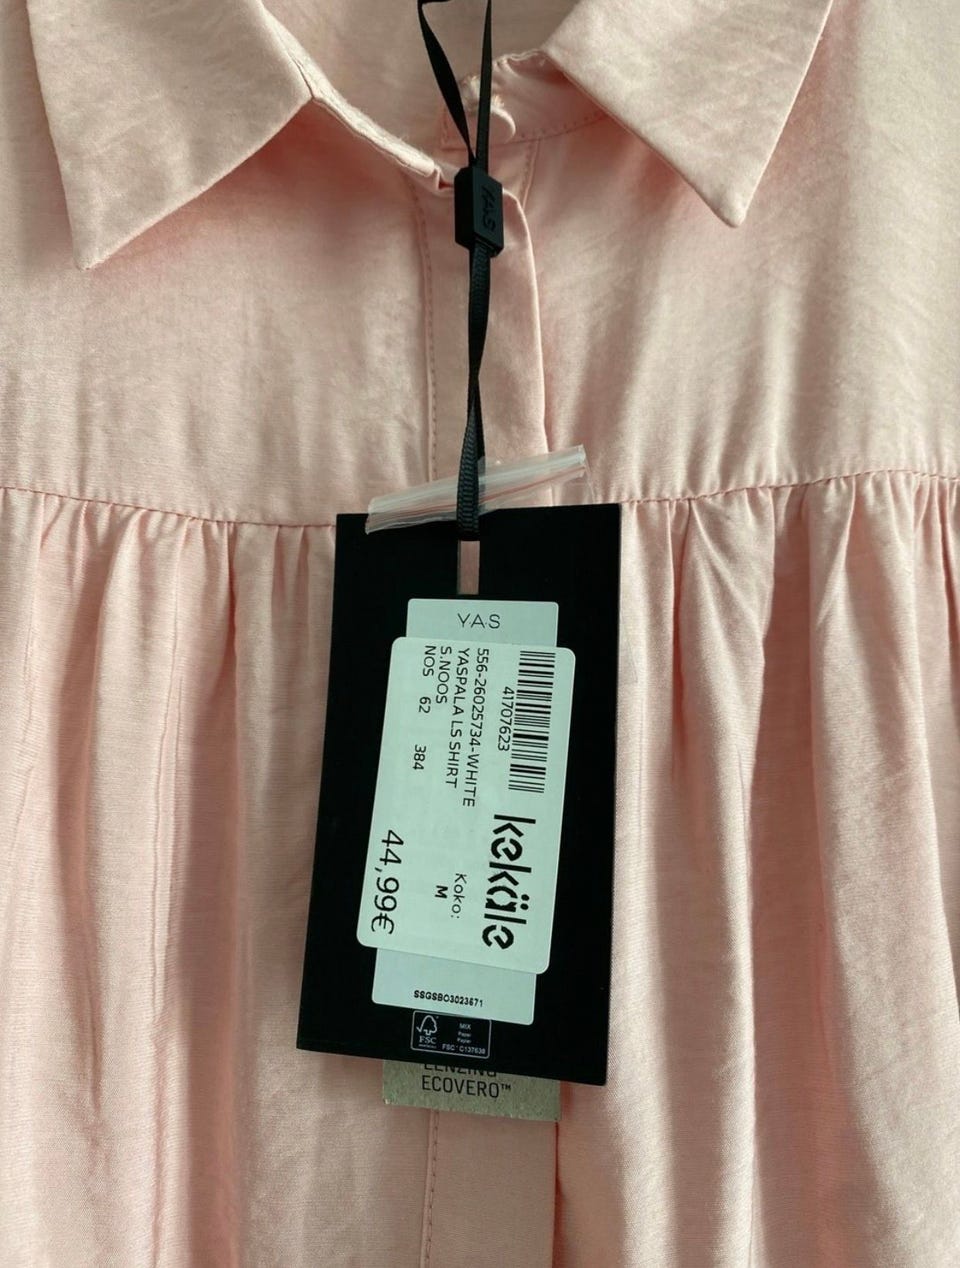 YAS
Y.A.S
41707623
kekäle
556-26025734-WHITE
YASPALA LS SHIRT
S.NOOS
NOS 62 384
Koko:
M
44,99€
SSGSBO3023671
FSC
MIX
Paper
Papier
FSC® C137638
LENZING
ECOVERO™